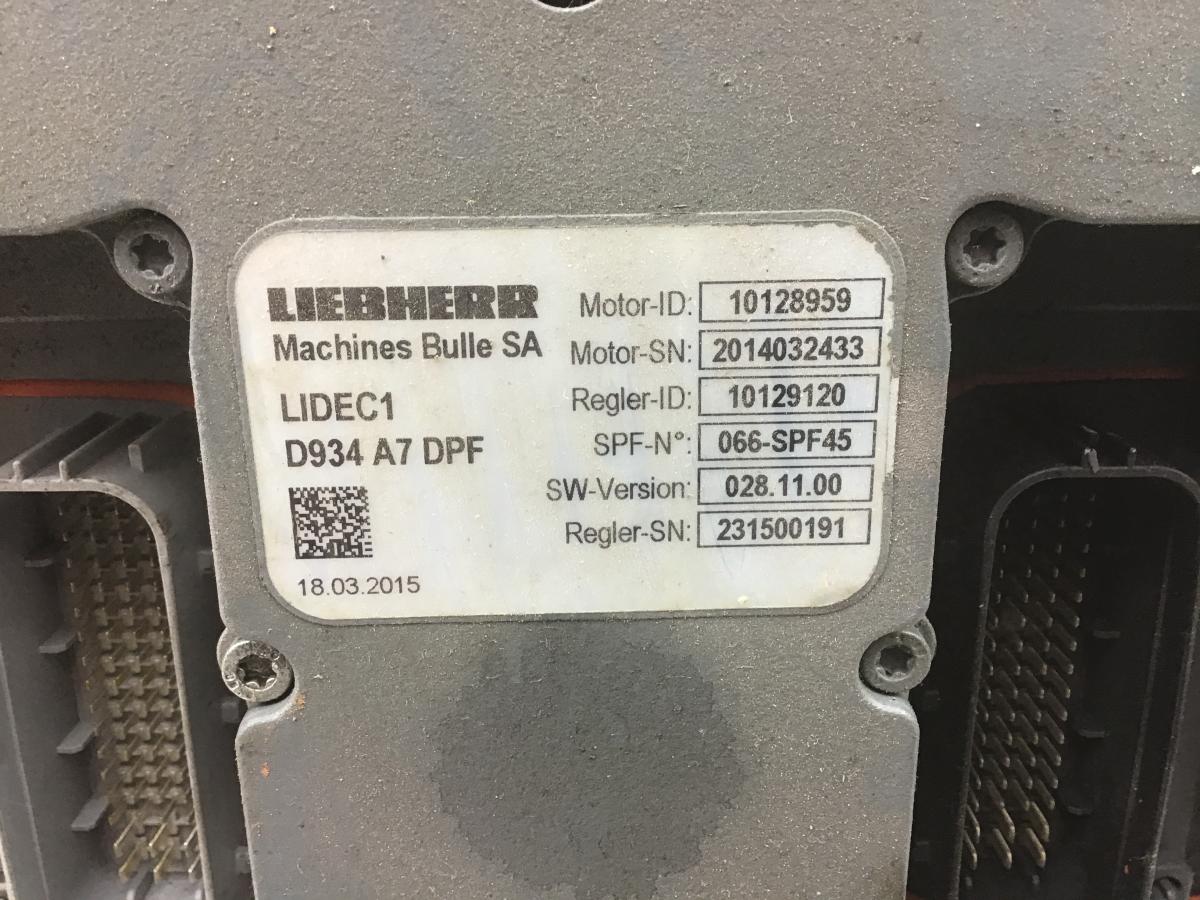 LIEBHERR
Machines Bulle SA
LIDEC1
D934 A7 DPF
18.03.2015
Motor-ID: 10128959
Motor-SN: 2014032433
Regler-ID: 10129120
SPF-N°: 066-SPF45
SW-Version: 028.11.00
Regler-SN: 231500191